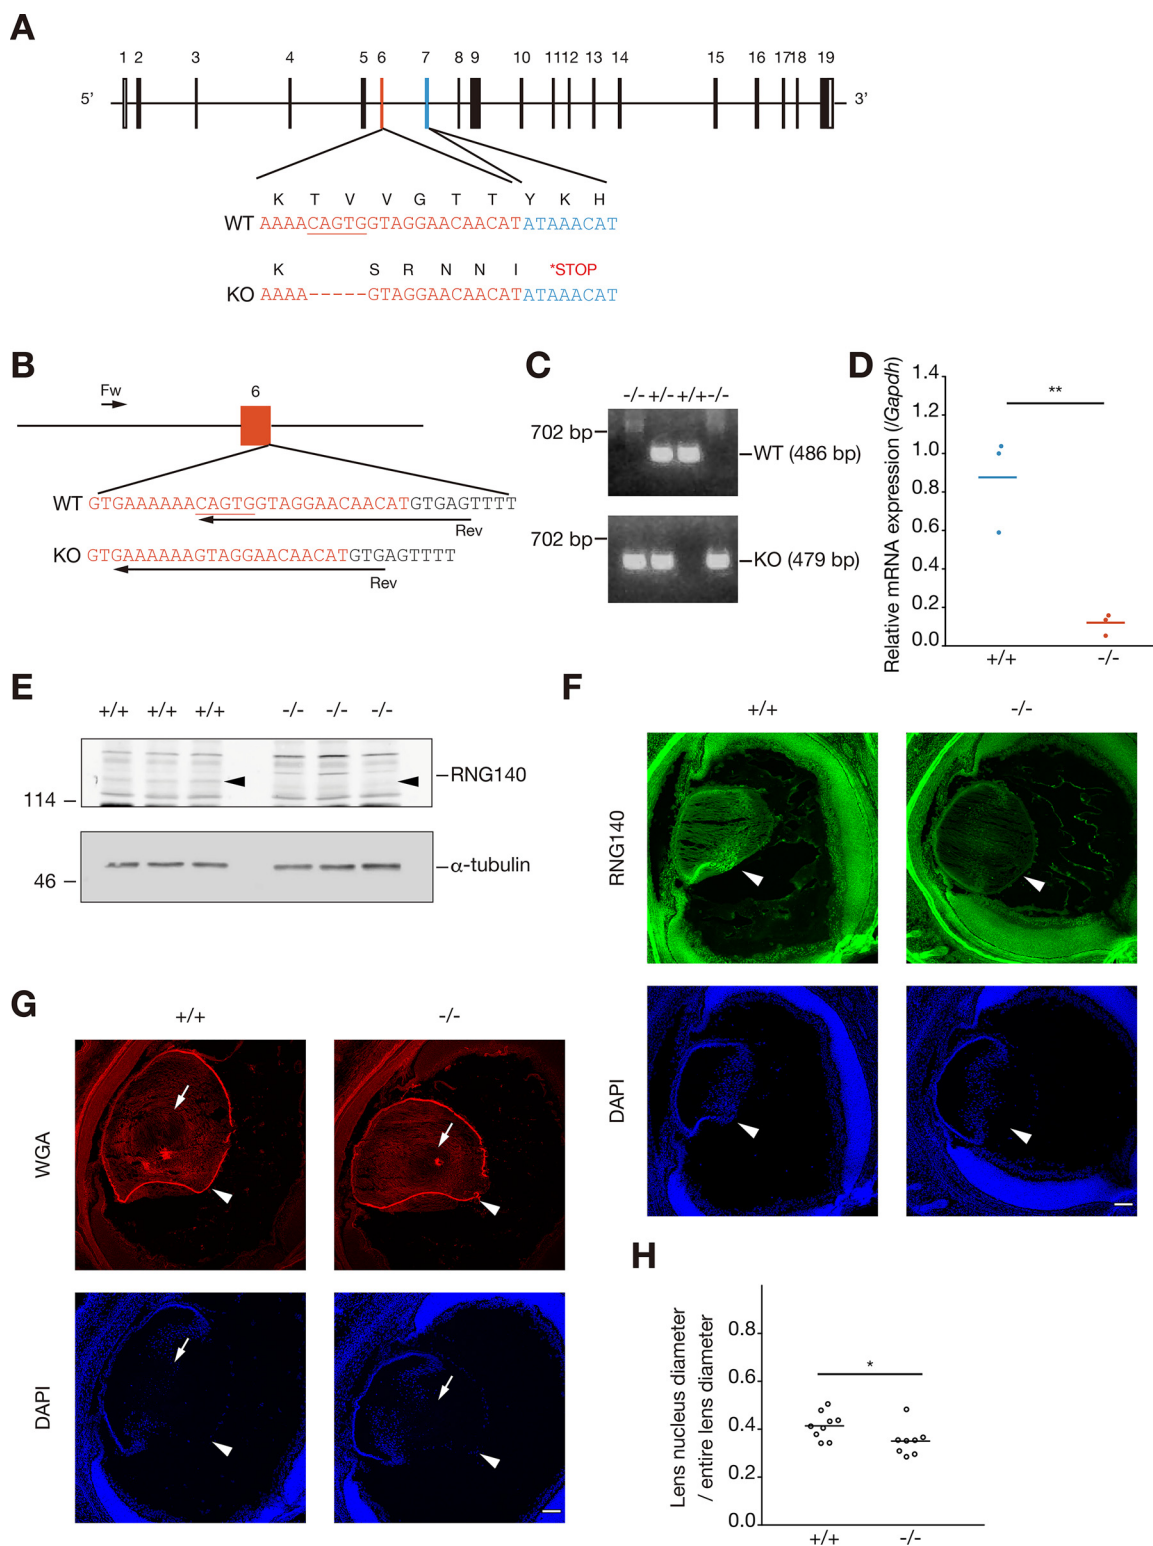 A
1 2 3 4 5 6 7 8 9 10 11 12 13 14 15 16 17 18 19
5’ 3’
K T V V G T T Y K H
WT AAAACAGTGGTAGGAACAACATATAAACAT
K S R N N I *STOP
KO AAAA-----GTAGGAACAACATATAAACAT
B
Fw
6
WT GTGAAAAAACAGTGGTAGGAACAACATGTGAGTTTT
Rev
KO GTGAAAAAAGTAGGAACAACATGTGAGTTTT
Rev
C
-/- +/- +/+ -/-
702 bp
WT (486 bp)
702 bp
KO (479 bp)
D
Relative mRNA expression (/Gapdh)
1.4
1.2
1.0
0.8
0.6
0.4
0.2
0.0
**
+/+ -/-
E
+/+ +/+ +/+ -/- -/- -/-
RNG140
114
α-tubulin
46
F
+/+ -/-
RNG140
DAPI
G
+/+ -/-
WGA
DAPI
H
Lens nucleus diameter
/ entire lens diameter
0.8
0.6
0.4
0.2
0.0
*
+/+ -/-